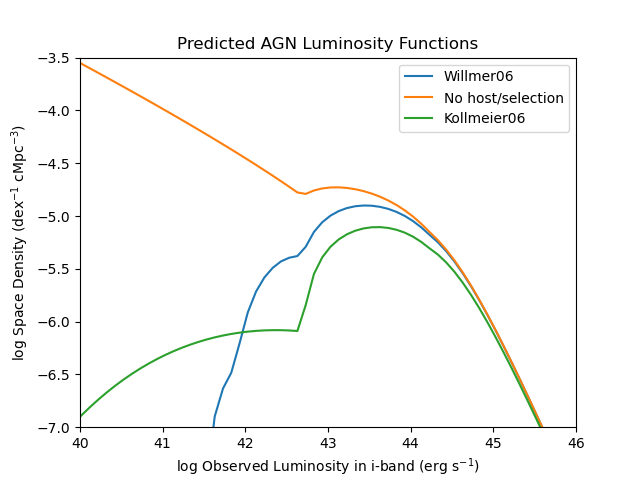 Predicted AGN Luminosity Functions
log Space Density (dex⁻¹ cMpc⁻³)
−3.5
−4.0
−4.5
−5.0
−5.5
−6.0
−6.5
−7.0
Willmer06
No host/selection
Kollmeier06
40 41 42 43 44 45 46
log Observed Luminosity in i-band (erg s⁻¹)